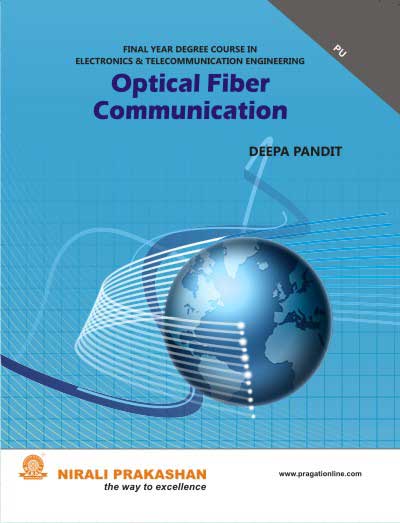 PU
FINAL YEAR DEGREE COURSE IN
ELECTRONICS & TELECOMMUNICATION ENGINEERING
Optical Fiber
Communication
DEEPA PANDIT
NIRALI PRAKASHAN
the way to excellence
www.pragationline.com